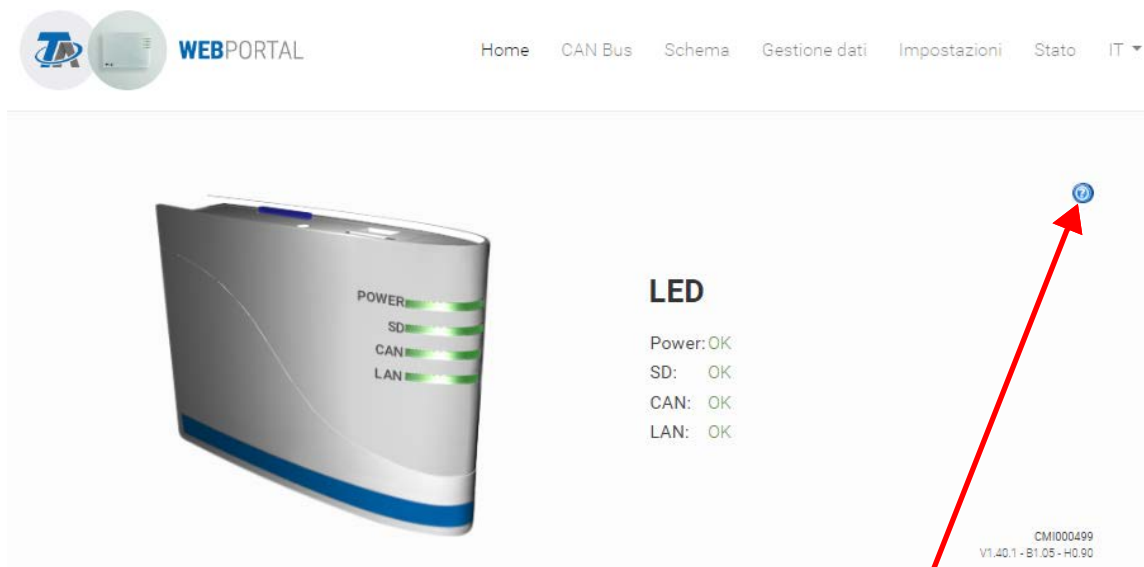 TA WEBPORTAL Home CAN Bus Schema Gestione dati Impostazioni Stato IT
POWER
SD
CAN
LAN
LED
Power: OK
SD: OK
CAN: OK
LAN: OK
CMI000499
V1.40.1 - B1.05 - H0.90